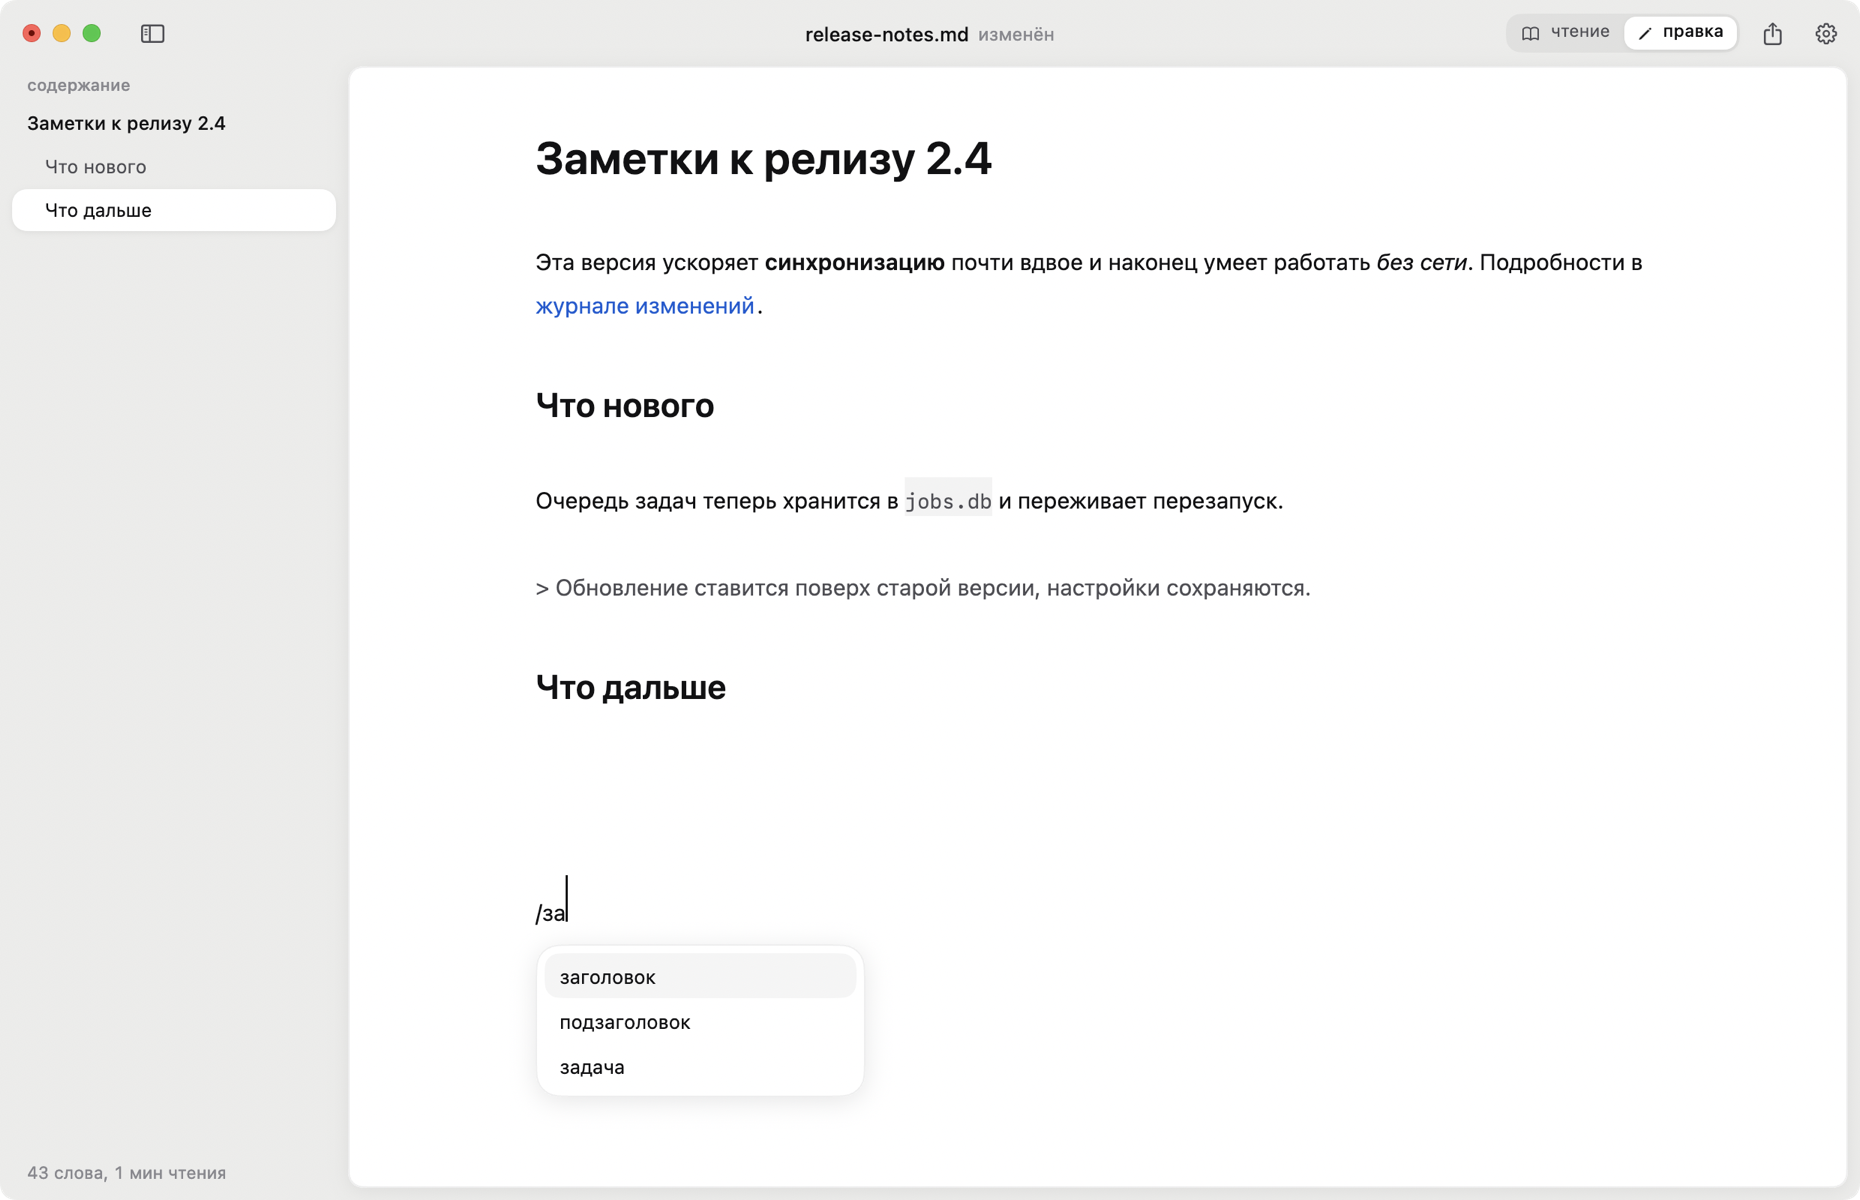 release-notes.md изменён
чтение
правка
содержание
Заметки к релизу 2.4
Что нового
Что дальше
Заметки к релизу 2.4
Эта версия ускоряет синхронизацию почти вдвое и наконец умеет работать без сети. Подробности в
журнале изменений.
Что нового
Очередь задач теперь хранится в jobs.db и переживает перезапуск.
> Обновление ставится поверх старой версии, настройки сохраняются.
Что дальше
/за
заголовок
подзаголовок
задача
43 слова, 1 мин чтения